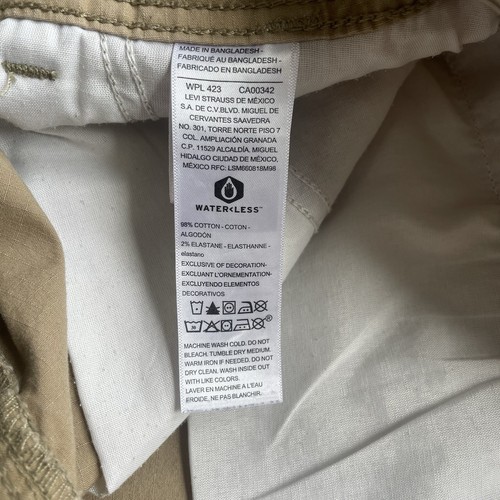 MADE IN BANGLADESH -
FABRIQUÉ AU BANGLADESH -
FABRICADO EN BANGLADESH
WPL 423 CA00342
LEVI STRAUSS DE MÉXICO
S.A. DE C.V.BLVD. MIGUEL DE
CERVANTES SAAVEDRA
NO. 301, TORRE NORTE PISO 7
COL. AMPLIACIÓN GRANADA
C.P. 11529 ALCALDÍA. MIGUEL
HIDALGO CIUDAD DE MÉXICO,
MÉXICO RFC: LSM660818M98
WATER<LESS™
98% COTTON - COTON -
ALGODÓN
2% ELASTANE - ELASTHANNE -
elastano
EXCLUSIVE OF DECORATION-
EXCLUANT L'ORNEMENTATION-
EXCLUYENDO ELEMENTOS
DECORATIVOS
MACHINE WASH COLD. DO NOT
BLEACH. TUMBLE DRY MEDIUM.
WARM IRON IF NEEDED. DO NOT
DRY CLEAN. WASH INSIDE OUT
WITH LIKE COLORS.
LAVER EN MACHINE A L'EAU
FROIDE, NE PAS BLANCHIR.